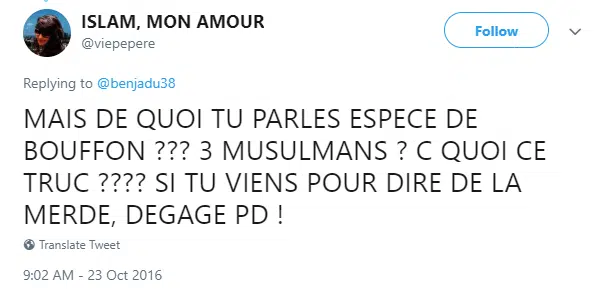 ISLAM, MON AMOUR
@viepepere
Follow
Replying to @benjadu38
MAIS DE QUOI TU PARLES ESPECE DE
BOUFFON ??? 3 MUSULMANS ? C QUOI CE
TRUC ???? SI TU VIENS POUR DIRE DE LA
MERDE, DEGAGE PD !
Translate Tweet
9:02 AM - 23 Oct 2016